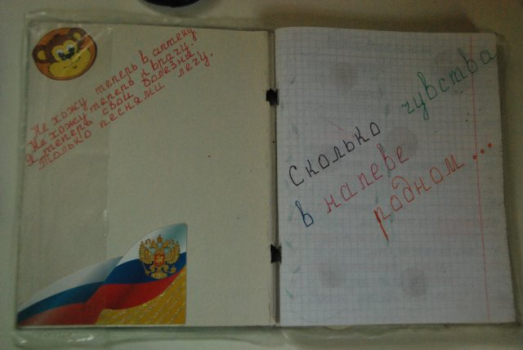 Не хожу теперь в аптеку,
Не хожу теперь к врачу.
Я теперь свои болезни
Только песнями лечу.
Сколько чувства
в напеве
родном...